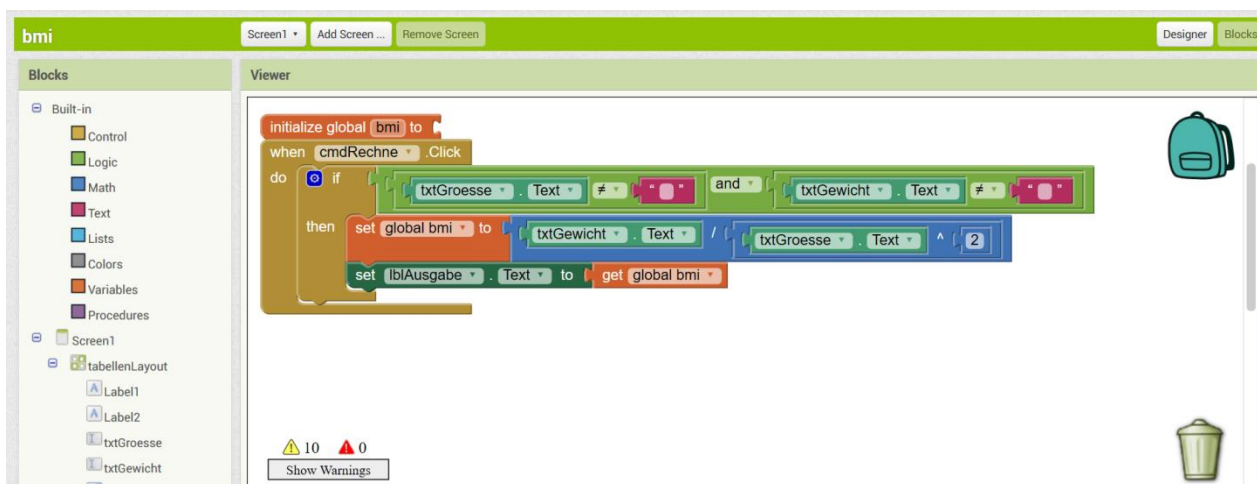 bmi Screen1 Add Screen ... Remove Screen Designer Blocks
Blocks Viewer
Built-in
Control
Logic
Math
Text
Lists
Colors
Variables
Procedures
Screen1
tabellenLayout
Label1
Label2
txtGroesse
txtGewicht
initialize global bmi to
when cmdRechne .Click
do if txtGroesse . Text ≠ " " and txtGewicht . Text ≠ " "
then set global bmi to txtGewicht . Text / txtGroesse . Text ^ 2
set lblAusgabe . Text to get global bmi
10 0
Show Warnings